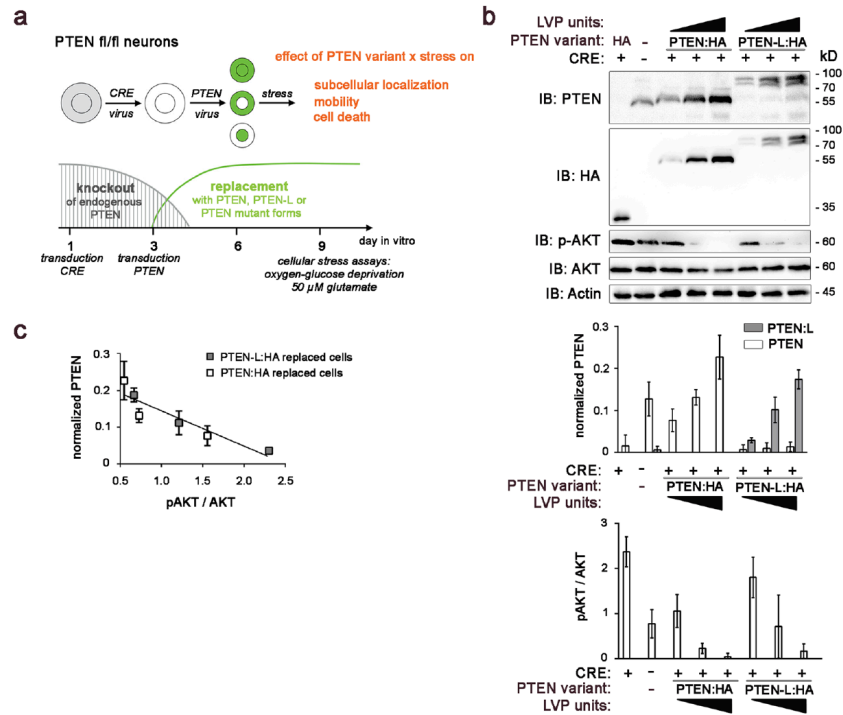 a
PTEN fl/fl neurons
CRE
virus
PTEN
virus
stress
effect of PTEN variant x stress on
subcellular localization
mobility
cell death
knockout
of endogenous
PTEN
replacement
with PTEN, PTEN-L or
PTEN mutant forms
1 3 6 9 day in vitro
transduction
CRE
transduction
PTEN
cellular stress assays:
oxygen-glucose deprivation
50 µM glutamate
b
LVP units:
PTEN variant: HA - PTEN:HA PTEN-L:HA
CRE: + - + + + + + + kD
IB: PTEN
- 100
- 70
- 55
IB: HA
- 100
- 70
- 55
- 35
IB: p-AKT - 60
IB: AKT - 60
IB: Actin - 45
normalized PTEN
0.3
0.2
0.1
0
PTEN:L
PTEN
CRE: + - + + + + + +
PTEN variant: - PTEN:HA PTEN-L:HA
LVP units:
pAKT / AKT
3
2
1
0
CRE: + - + + + + + +
PTEN variant: - PTEN:HA PTEN-L:HA
LVP units:
c
normalized PTEN
0.3
0.2
0.1
0
PTEN-L:HA replaced cells
PTEN:HA replaced cells
0.5 1.0 1.5 2.0 2.5
pAKT / AKT